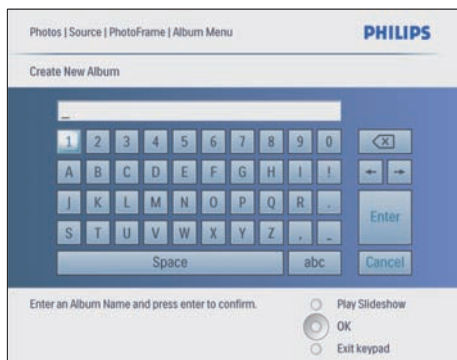 Photos | Source | PhotoFrame | Album Menu
PHILIPS
Create New Album
_
1 2 3 4 5 6 7 8 9 0
A B C D E F G H I !
J K L M N O P Q R .
Enter
S T U V W X Y Z , _
Space abc Cancel
Enter an Album Name and press enter to confirm.
Play Slideshow
OK
Exit keypad